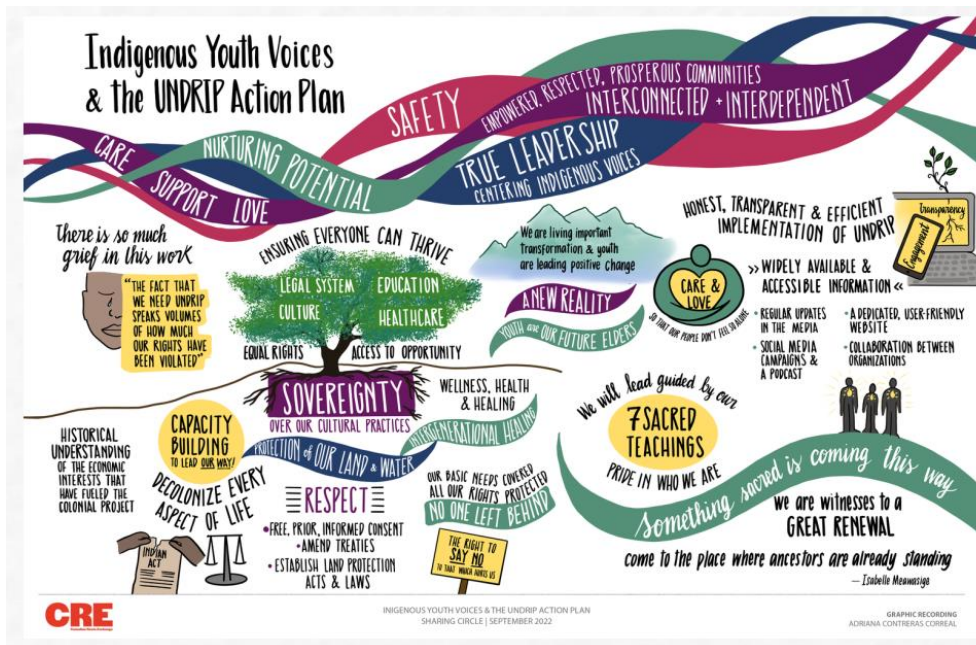 Indigenous Youth Voices
& the UNDRIP Action Plan
CARE
SUPPORT LOVE
NURTURING POTENTIAL
SAFETY
EMPOWERED, RESPECTED, PROSPEROUS COMMUNITIES
INTERCONNECTED + INTERDEPENDENT
TRUE LEADERSHIP
CENTERING INDIGENOUS VOICES
There is so much
grief in this work
"THE FACT THAT
WE NEED UNDRIP
SPEAKS VOLUMES
OF HOW MUCH
OUR RIGHTS HAVE
BEEN VIOLATED"
ENSURING EVERYONE CAN THRIVE
LEGAL SYSTEM
EDUCATION
CULTURE
HEALTHCARE
EQUAL RIGHTS
ACCESS TO OPPORTUNITY
We are living important
transformation & youth
are leading positive change
A NEW REALITY
YOUTH are OUR FUTURE ELDERS
CARE &
LOVE
SO THAT OUR PEOPLE DON'T FEEL SO ALONE
HONEST, TRANSPARENT & EFFICIENT
IMPLEMENTATION OF UNDRIP
Transparency
Engagement
» WIDELY AVAILABLE &
ACCESSIBLE INFORMATION «
• REGULAR UPDATES
IN THE MEDIA
• SOCIAL MEDIA
CAMPAIGNS &
A PODCAST
• A DEDICATED, USER-FRIENDLY
WEBSITE
• COLLABORATION BETWEEN
ORGANIZATIONS
HISTORICAL
UNDERSTANDING
OF THE ECONOMIC
INTERESTS THAT
HAVE FUELED THE
COLONIAL PROJECT
CAPACITY
BUILDING
TO LEAD OUR WAY!
DECOLONIZE EVERY
ASPECT OF LIFE
INDIAN
ACT
SOVEREIGNTY
OVER OUR CULTURAL PRACTICES
PROTECTION of OUR LAND & WATER
WELLNESS, HEALTH
& HEALING
INTERGENERATIONAL HEALING
RESPECT
• FREE, PRIOR, INFORMED CONSENT
• AMEND TREATIES
• ESTABLISH LAND PROTECTION
ACTS & LAWS
OUR BASIC NEEDS COVERED
ALL OUR RIGHTS PROTECTED
NO ONE LEFT BEHIND
THE RIGHT TO
SAY NO
TO THAT WHICH HURTS US
We will lead guided by our
7 SACRED
TEACHINGS
PRIDE IN WHO WE ARE
something sacred is coming this way
we are witnesses to a
GREAT RENEWAL
come to the place where ancestors are already standing
— Isabelle Meawasige
CRE
INIGENOUS YOUTH VOICES & THE UNDRIP ACTION PLAN
SHARING CIRCLE | SEPTEMBER 2022
GRAPHIC RECORDING
ADRIANA CONTRERAS CORREAL